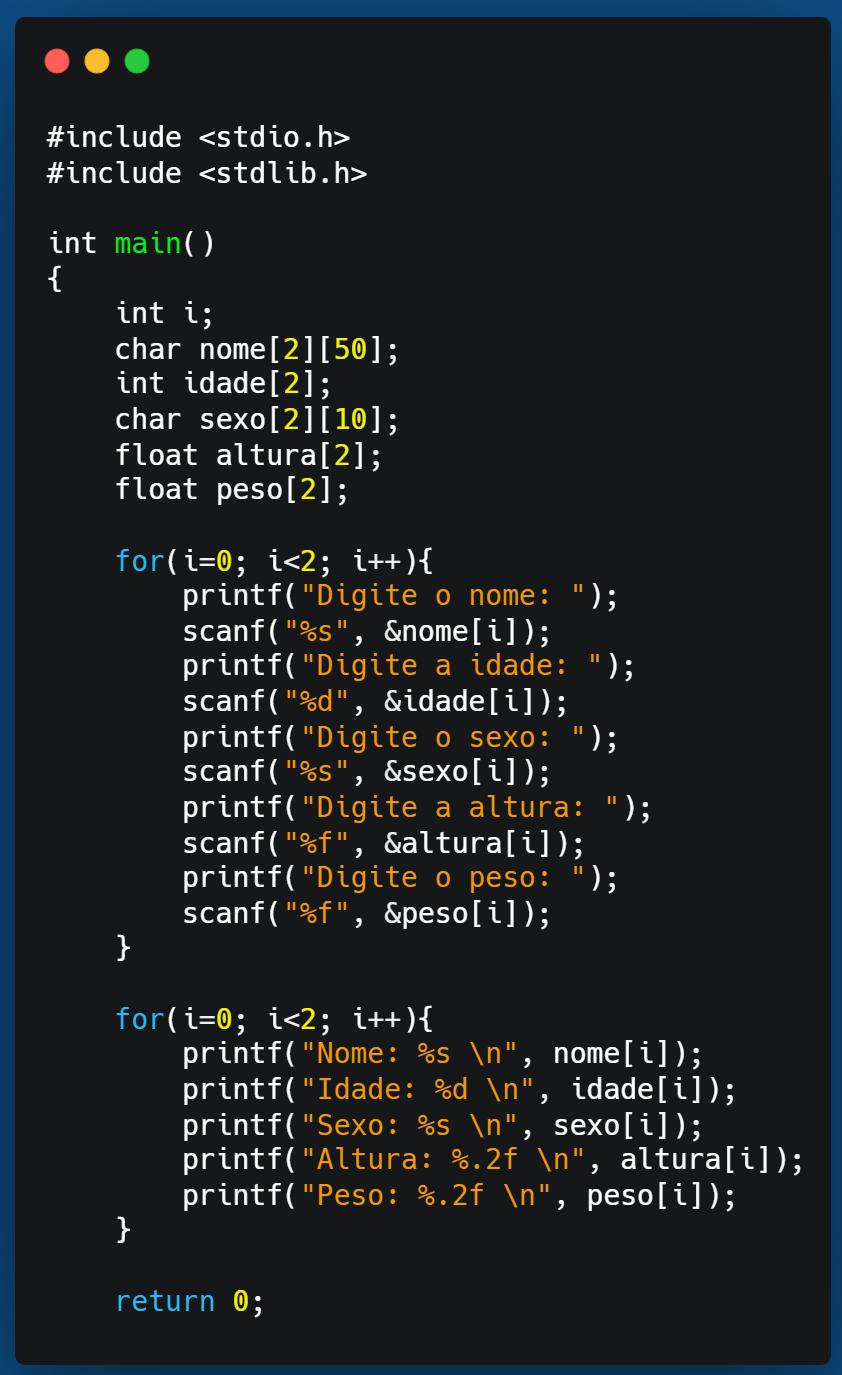 #include <stdio.h>
#include <stdlib.h>

int main()
{
    int i;
    char nome[2][50];
    int idade[2];
    char sexo[2][10];
    float altura[2];
    float peso[2];

    for(i=0; i<2; i++){
        printf("Digite o nome: ");
        scanf("%s", &nome[i]);
        printf("Digite a idade: ");
        scanf("%d", &idade[i]);
        printf("Digite o sexo: ");
        scanf("%s", &sexo[i]);
        printf("Digite a altura: ");
        scanf("%f", &altura[i]);
        printf("Digite o peso: ");
        scanf("%f", &peso[i]);
    }

    for(i=0; i<2; i++){
        printf("Nome: %s \n", nome[i]);
        printf("Idade: %d \n", idade[i]);
        printf("Sexo: %s \n", sexo[i]);
        printf("Altura: %.2f \n", altura[i]);
        printf("Peso: %.2f \n", peso[i]);
    }

    return 0;